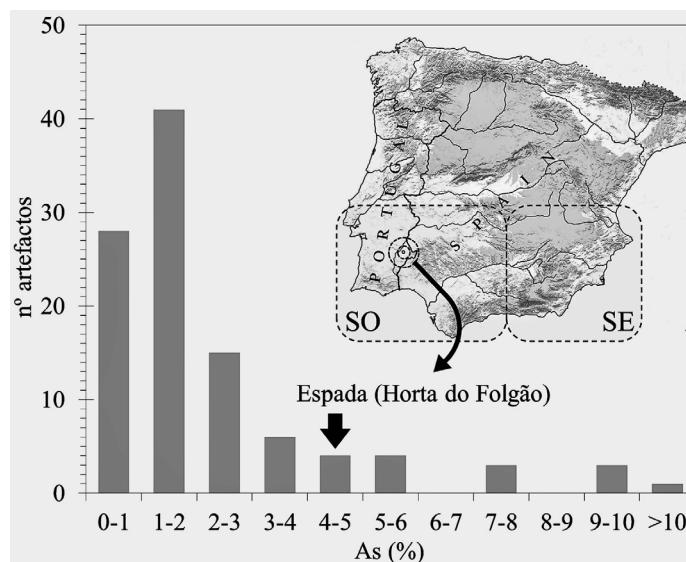 50
40
30
20
10
0
nº artefactos
PORTUGAL
SPAIN
SO
SE
Espada (Horta do Folgão)
0-1 1-2 2-3 3-4 4-5 5-6 6-7 7-8 8-9 9-10 >10
As (%)